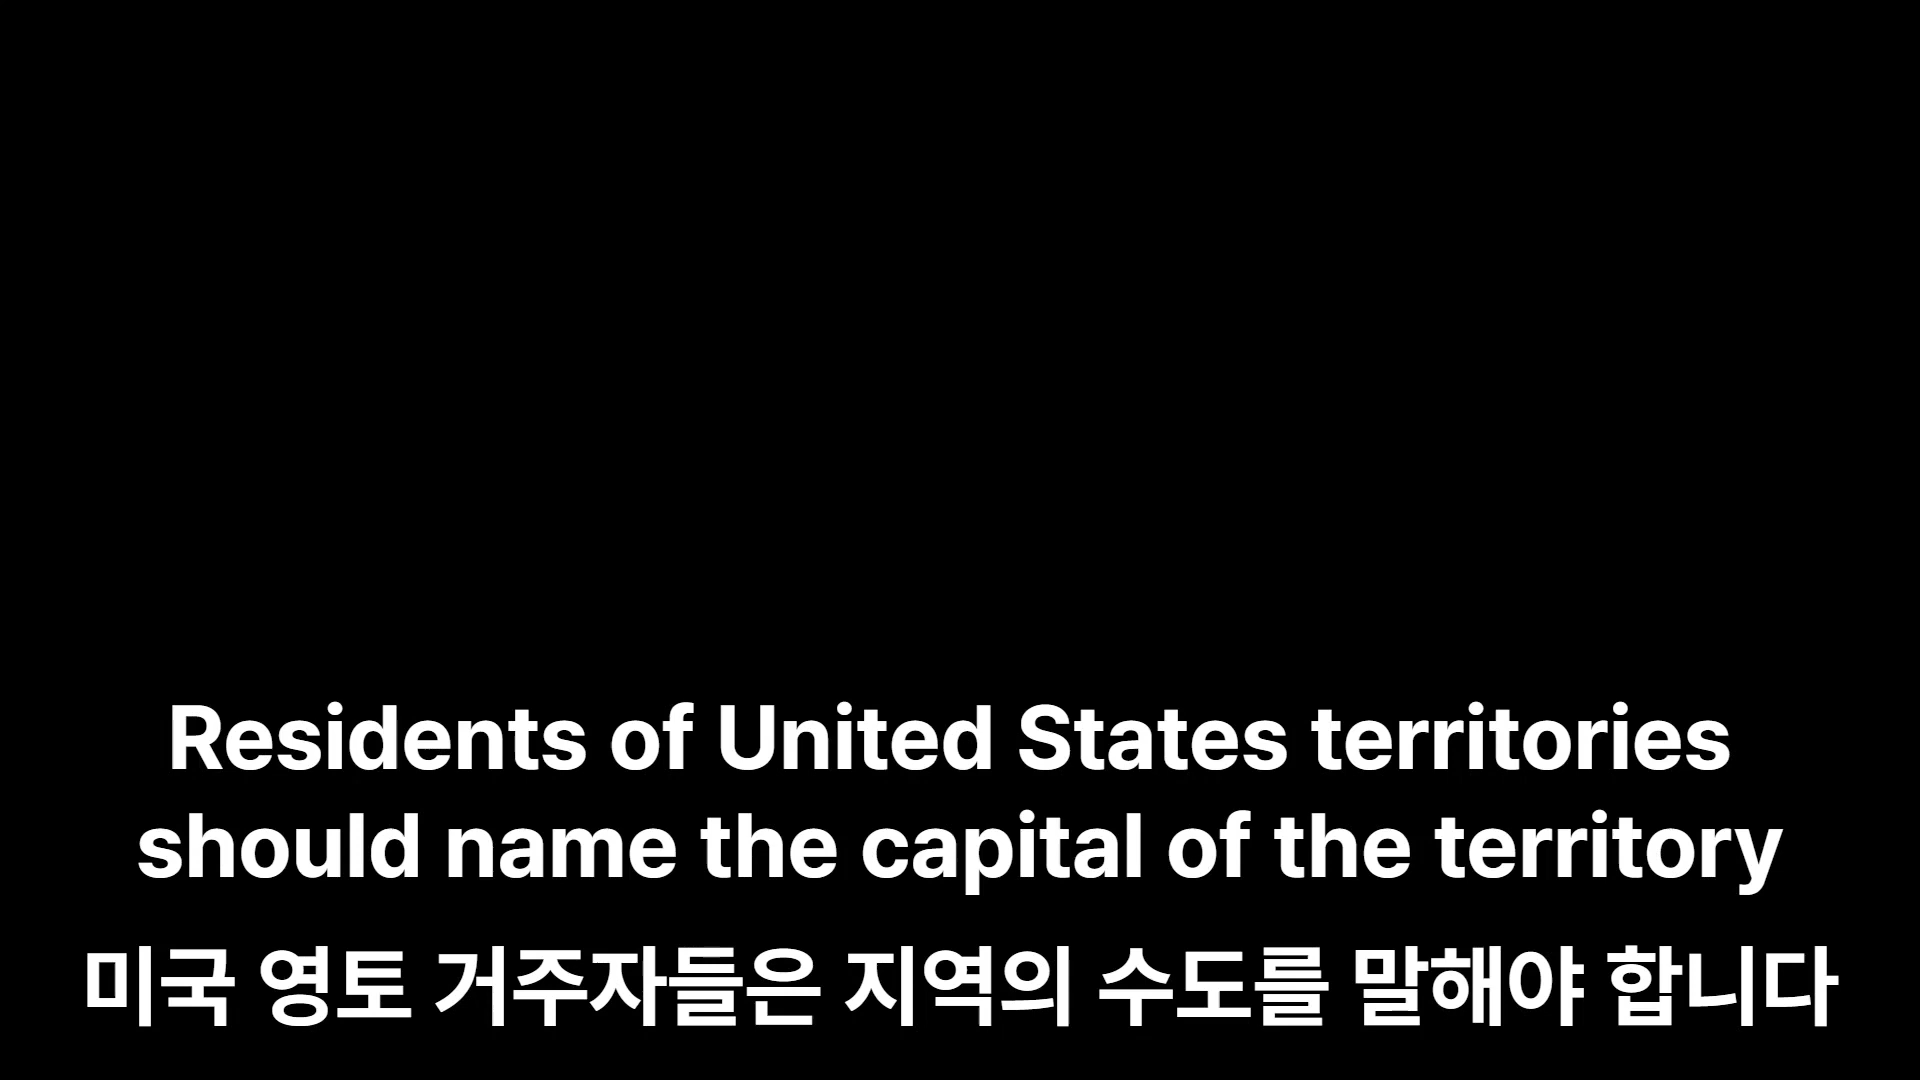 Residents of United States territories
should name the capital of the territory
미국 영토 거주자들은 지역의 수도를 말해야 합니다